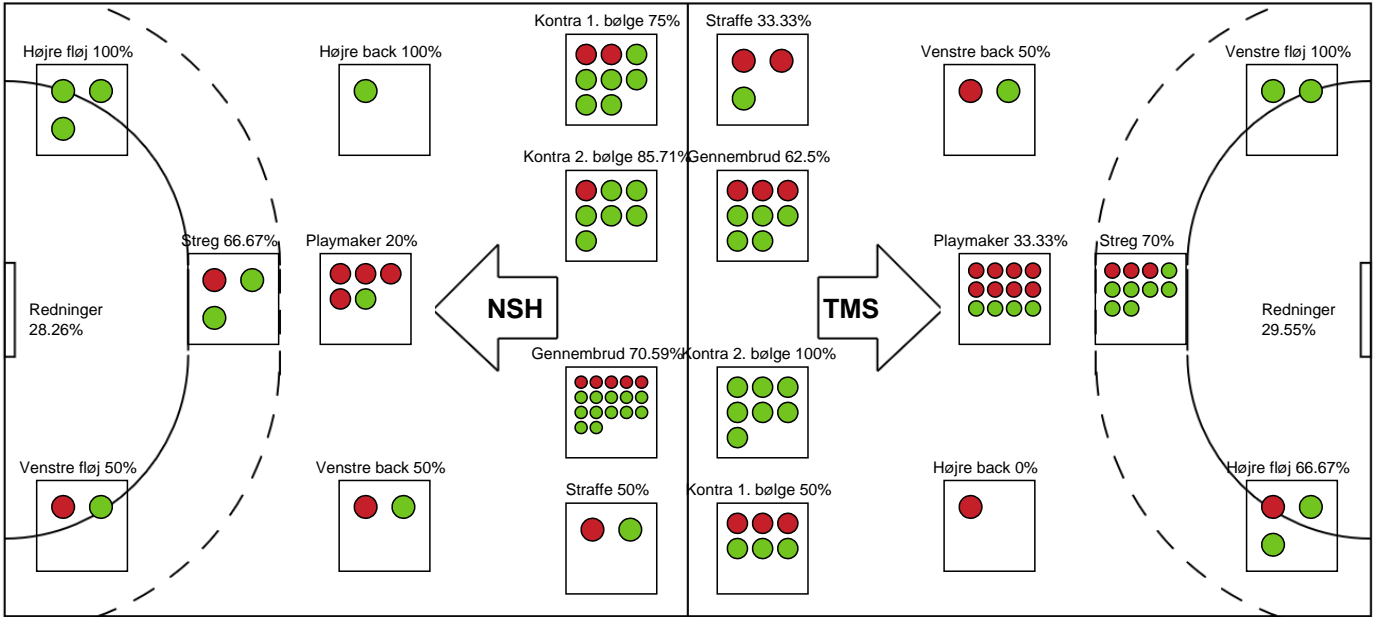 Kontra 1. bølge 75%
Straffe 33.33%
Højre fløj 100%
Højre back 100%
Venstre back 50%
Venstre fløj 100%
Kontra 2. bølge 85.71%
Gennembrud 62.5%
Streg 66.67%
Playmaker 20%
Playmaker 33.33%
Streg 70%
Redninger
28.26%
NSH
TMS
Redninger
29.55%
Gennembrud 70.59%
Kontra 2. bølge 100%
Venstre fløj 50%
Venstre back 50%
Højre back 0%
Højre fløj 66.67%
Straffe 50%
Kontra 1. bølge 50%